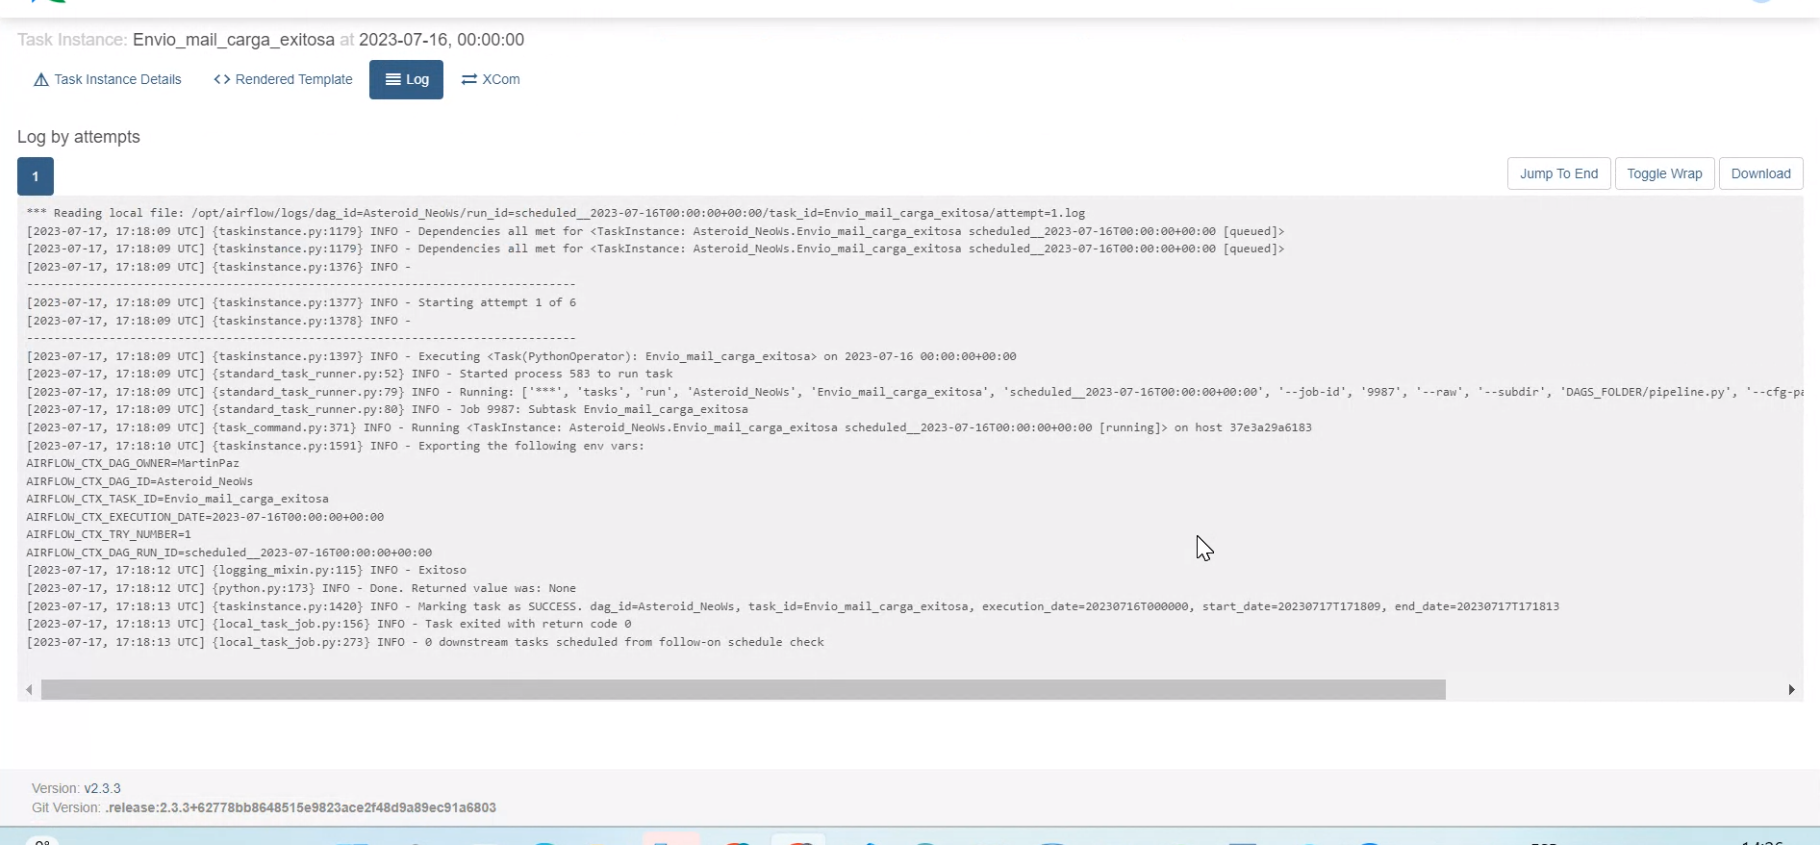 Task Instance: Envio_mail_carga_exitosa at 2023-07-16, 00:00:00
Task Instance Details <> Rendered Template Log XCom
Log by attempts
1
Jump To End Toggle Wrap Download
*** Reading local file: /opt/airflow/logs/dag_id=Asteroid_NeoWs/run_id=scheduled__2023-07-16T00:00:00+00:00/task_id=Envio_mail_carga_exitosa/attempt=1.log
[2023-07-17, 17:18:09 UTC] {taskinstance.py:1179} INFO - Dependencies all met for <TaskInstance: Asteroid_NeoWs.Envio_mail_carga_exitosa scheduled__2023-07-16T00:00:00+00:00 [queued]>
[2023-07-17, 17:18:09 UTC] {taskinstance.py:1179} INFO - Dependencies all met for <TaskInstance: Asteroid_NeoWs.Envio_mail_carga_exitosa scheduled__2023-07-16T00:00:00+00:00 [queued]>
[2023-07-17, 17:18:09 UTC] {taskinstance.py:1376} INFO -
--------------------------------------------------------------------------------
[2023-07-17, 17:18:09 UTC] {taskinstance.py:1377} INFO - Starting attempt 1 of 6
[2023-07-17, 17:18:09 UTC] {taskinstance.py:1378} INFO -
--------------------------------------------------------------------------------
[2023-07-17, 17:18:09 UTC] {taskinstance.py:1397} INFO - Executing <Task(PythonOperator): Envio_mail_carga_exitosa> on 2023-07-16 00:00:00+00:00
[2023-07-17, 17:18:09 UTC] {standard_task_runner.py:52} INFO - Started process 583 to run task
[2023-07-17, 17:18:09 UTC] {standard_task_runner.py:79} INFO - Running: ['***', 'tasks', 'run', 'Asteroid_NeoWs', 'Envio_mail_carga_exitosa', 'scheduled__2023-07-16T00:00:00+00:00', '--job-id', '9987', '--raw', '--subdir', 'DAGS_FOLDER/pipeline.py', '--cfg-pa
[2023-07-17, 17:18:09 UTC] {standard_task_runner.py:80} INFO - Job 9987: Subtask Envio_mail_carga_exitosa
[2023-07-17, 17:18:09 UTC] {task_command.py:371} INFO - Running <TaskInstance: Asteroid_NeoWs.Envio_mail_carga_exitosa scheduled__2023-07-16T00:00:00+00:00 [running]> on host 37e3a29a6183
[2023-07-17, 17:18:10 UTC] {taskinstance.py:1591} INFO - Exporting the following env vars:
AIRFLOW_CTX_DAG_OWNER=MartinPaz
AIRFLOW_CTX_DAG_ID=Asteroid_NeoWs
AIRFLOW_CTX_TASK_ID=Envio_mail_carga_exitosa
AIRFLOW_CTX_EXECUTION_DATE=2023-07-16T00:00:00+00:00
AIRFLOW_CTX_TRY_NUMBER=1
AIRFLOW_CTX_DAG_RUN_ID=scheduled__2023-07-16T00:00:00+00:00
[2023-07-17, 17:18:12 UTC] {logging_mixin.py:115} INFO - Exitoso
[2023-07-17, 17:18:12 UTC] {python.py:173} INFO - Done. Returned value was: None
[2023-07-17, 17:18:13 UTC] {taskinstance.py:1420} INFO - Marking task as SUCCESS. dag_id=Asteroid_NeoWs, task_id=Envio_mail_carga_exitosa, execution_date=20230716T000000, start_date=20230717T171809, end_date=20230717T171813
[2023-07-17, 17:18:13 UTC] {local_task_job.py:156} INFO - Task exited with return code 0
[2023-07-17, 17:18:13 UTC] {local_task_job.py:273} INFO - 0 downstream tasks scheduled from follow-on schedule check
Version: v2.3.3
Git Version: .release:2.3.3+62778bb8648515e9823ace2f48d9a89ec91a6803